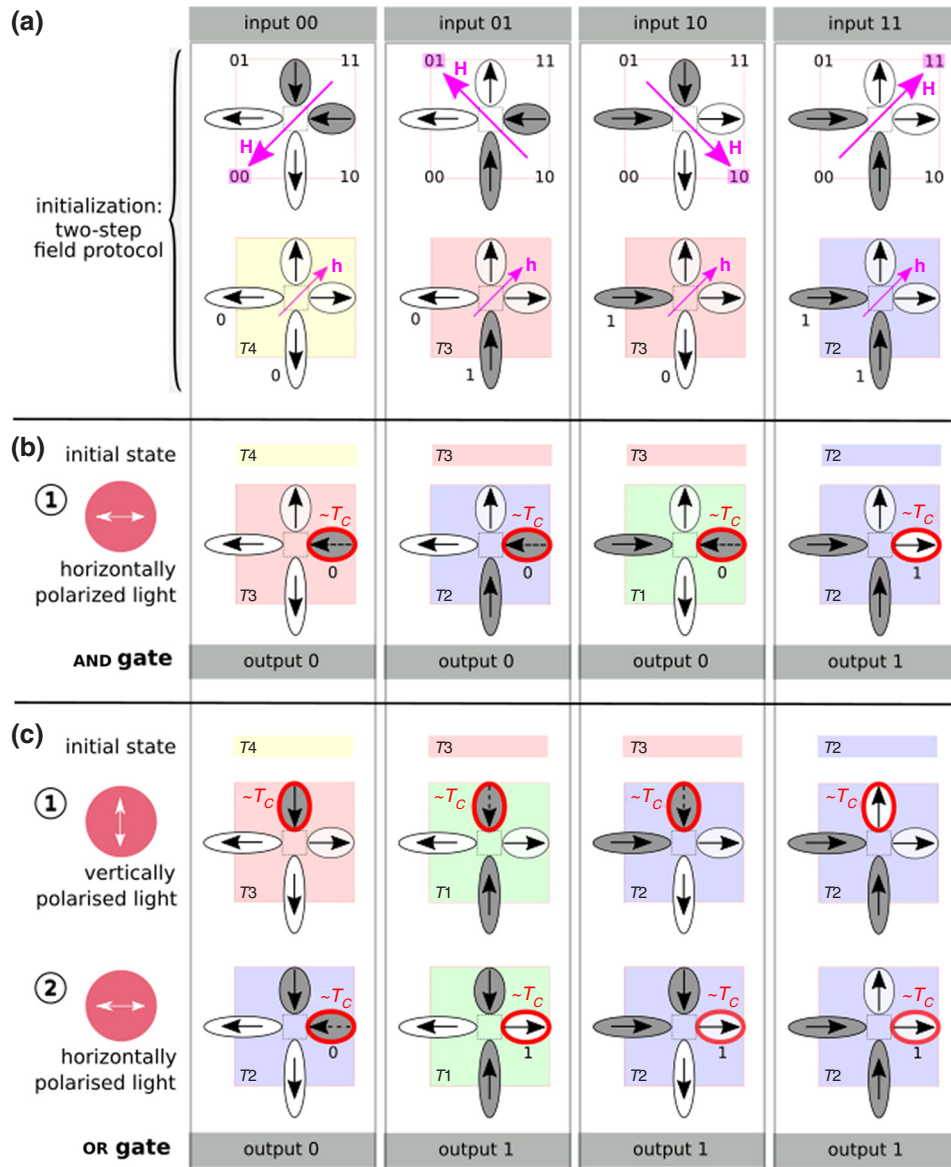 (a)
input 00 input 01 input 10 input 11
01 11 01 11 01 11 01 11
H H H H
00 10 00 10 00 10 00 10
initialization:
two-step
field protocol
h h h h
0 0 1 1
T4 T3 T3 T2
0 1 0 1
(b)
initial state T4 T3 T3 T2
1 ~TC ~TC ~TC ~TC
horizontally
polarized light
0 0 0 1
T3 T2 T1 T2
AND gate output 0 output 0 output 0 output 1
(c)
initial state T4 T3 T3 T2
1 ~TC ~TC ~TC ~TC
vertically
polarised light
T3 T1 T2 T2
2 ~TC ~TC ~TC ~TC
horizontally
polarised light
0 1 1 1
T2 T1 T2 T2
OR gate output 0 output 1 output 1 output 1